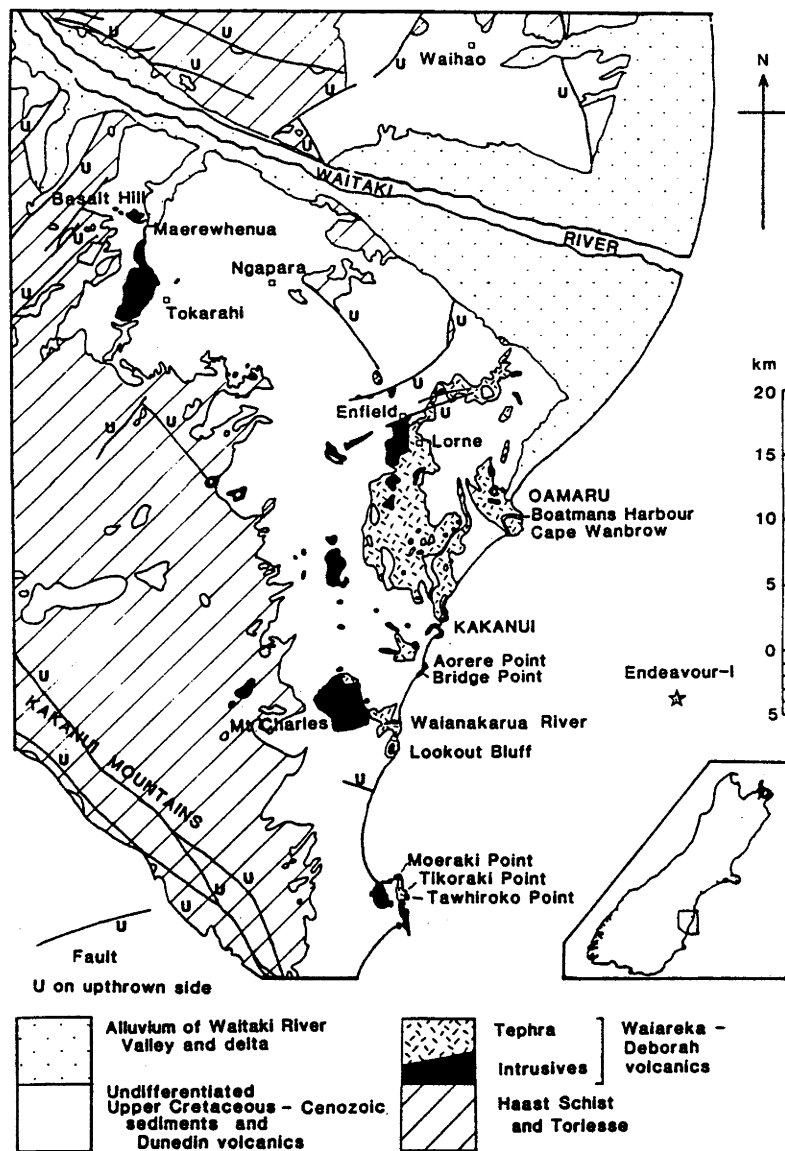 U
U
U
U
Waihao
N
U
U
U
U
WAITAKI
RIVER
Basalt Hill
U
Maerewhenua
Ngapara
U
Tokarahi
U
U
U
km
20
U
U
Enfield
U
Lorne
15
OAMARU
Boatmans Harbour
10
Cape Wanbrow
5
KAKANUI
0
Aorere Point
Bridge Point
Endeavour-I
U
Mt Charles
Waianakarua River
5
Lookout Bluff
KAKANUI MOUNTAINS
U
U
Moeraki Point
Tikoraki Point
Tawhiroko Point
U
U
U
U
Fault
U on upthrown side
Alluvium of Waitaki River
Valley and delta
Undifferentiated
Upper Cretaceous - Cenozoic
sediments and
Dunedin volcanics
Tephra
Intrusives
Waiareka -
Deborah
volcanics
Haast Schist
and Torlesse